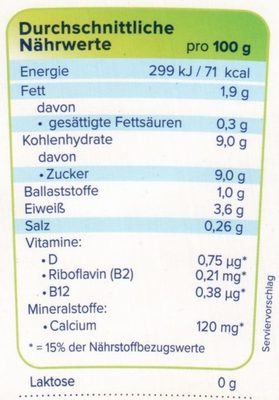 Durchschnittliche
Nährwerte pro 100 g
Energie 299 kJ / 71 kcal
Fett 1,9 g
davon
• gesättigte Fettsäuren 0,3 g
Kohlenhydrate 9,0 g
davon
• Zucker 9,0 g
Ballaststoffe 1,0 g
Eiweiß 3,6 g
Salz 0,26 g
Vitamine:
• D 0,75 µg*
• Riboflavin (B2) 0,21 mg*
• B12 0,38 µg*
Mineralstoffe:
• Calcium 120 mg*
* = 15% der Nährstoffbezugswerte
Laktose 0 g
Serviervorschlag